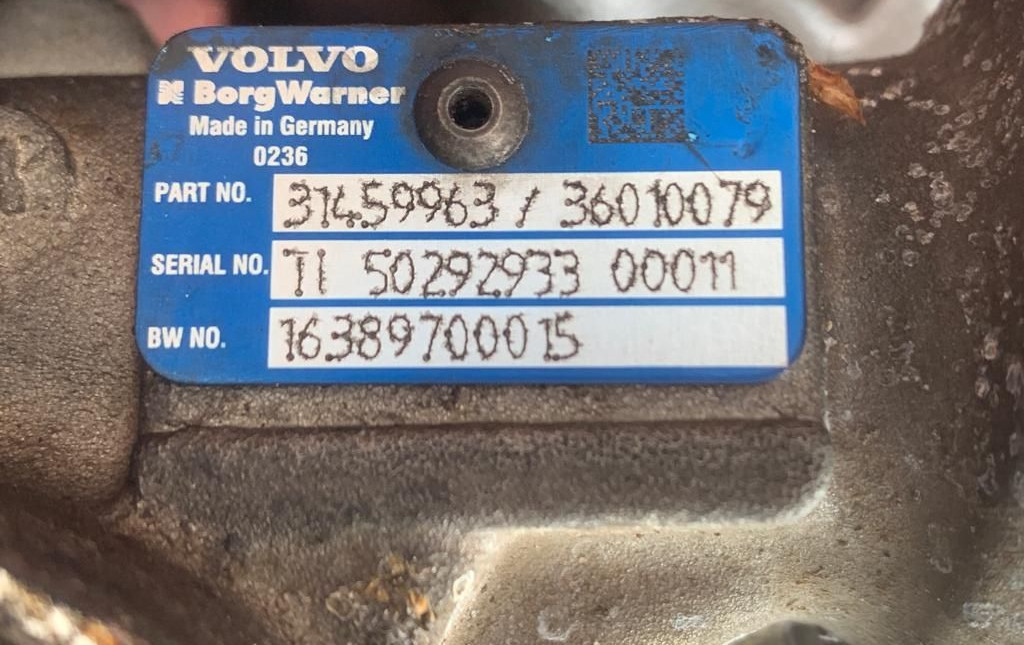 VOLVO
BorgWarner
Made in Germany
0236
PART NO. 31459963 / 36010079
SERIAL NO. TI 50292933 00011
BW NO. 16389700015